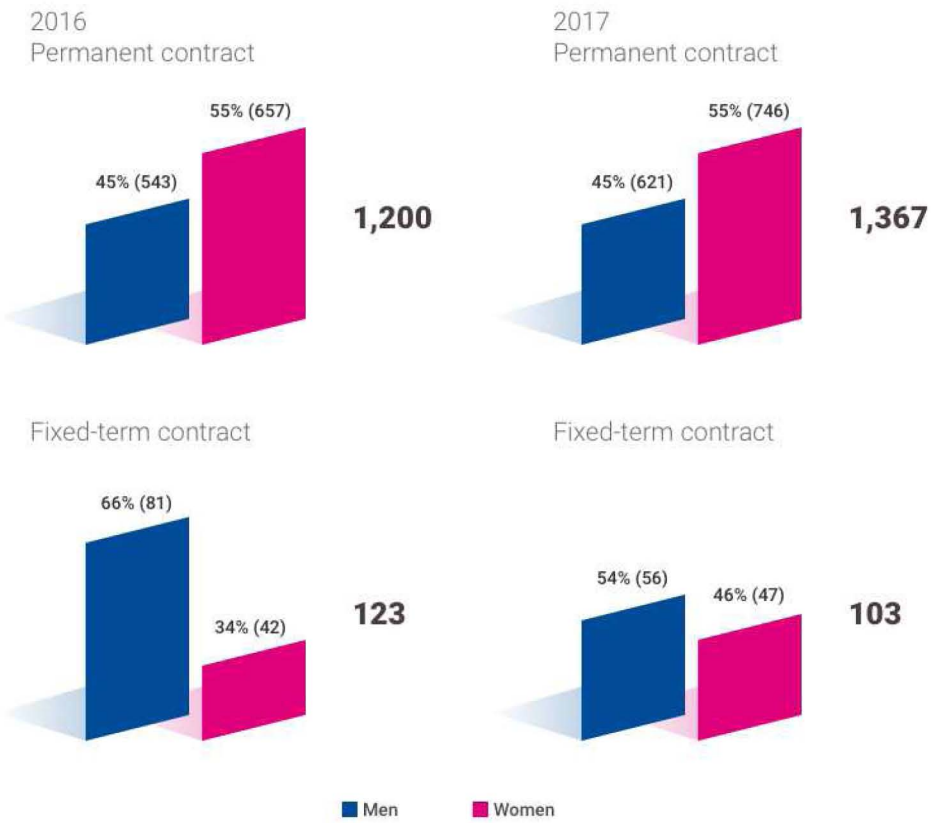 2016
Permanent contract
55% (657)
45% (543)
1,200
2017
Permanent contract
55% (746)
45% (621)
1,367
Fixed-term contract
66% (81)
34% (42)
123
Fixed-term contract
54% (56)
46% (47)
103
Men
Women